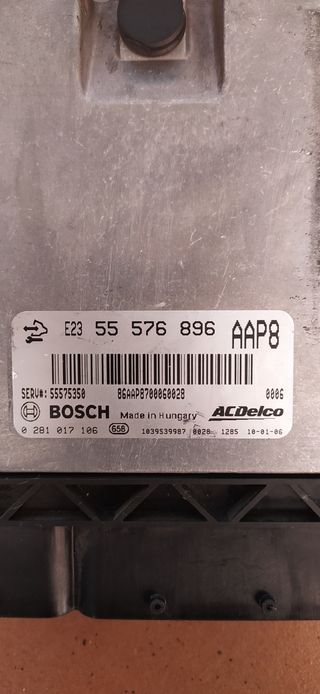 E23 55 576 896 AAP8
SERV#: 55575350 86AAP8700060028 0006
BOSCH Made in Hungary ACDelco
0 281 017 106 656 1039S39987 0028 1285 10-01-06